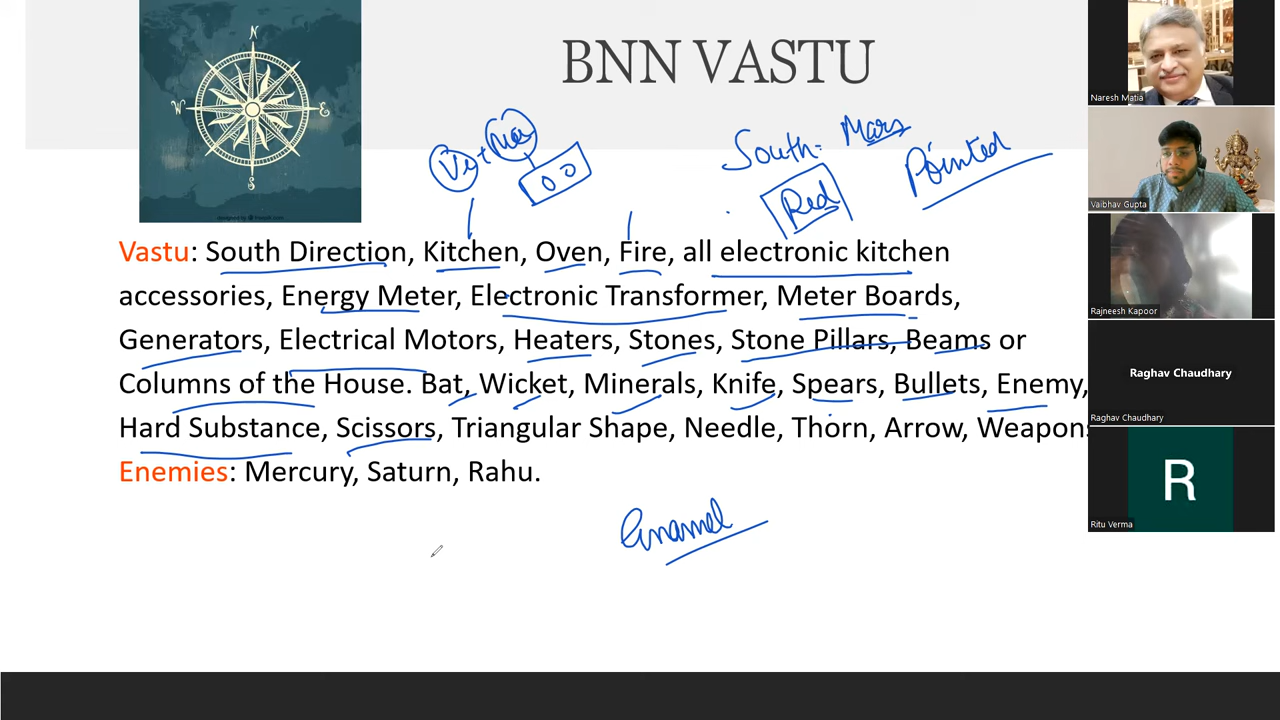 N
W E
S
BNN VASTU
Ve + Mar
South - Mars
Pointed
Red
Vastu: South Direction, Kitchen, Oven, Fire, all electronic kitchen
accessories, Energy Meter, Electronic Transformer, Meter Boards,
Generators, Electrical Motors, Heaters, Stones, Stone Pillars, Beams or
Columns of the House. Bat, Wicket, Minerals, Knife, Spears, Bullets, Enemy,
Hard Substance, Scissors, Triangular Shape, Needle, Thorn, Arrow, Weapons
Enemies: Mercury, Saturn, Rahu.
Enamel
Naresh Matia
Vaibhav Gupta
Rajneesh Kapoor
Raghav Chaudhary
Raghav Chaudhary
R
Ritu Verma